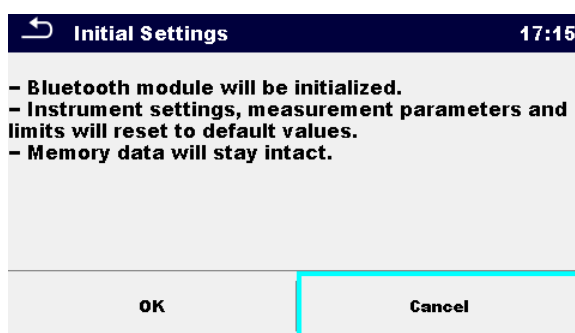 Initial Settings 17:15
– Bluetooth module will be initialized.
– Instrument settings, measurement parameters and
limits will reset to default values.
– Memory data will stay intact.
OK Cancel